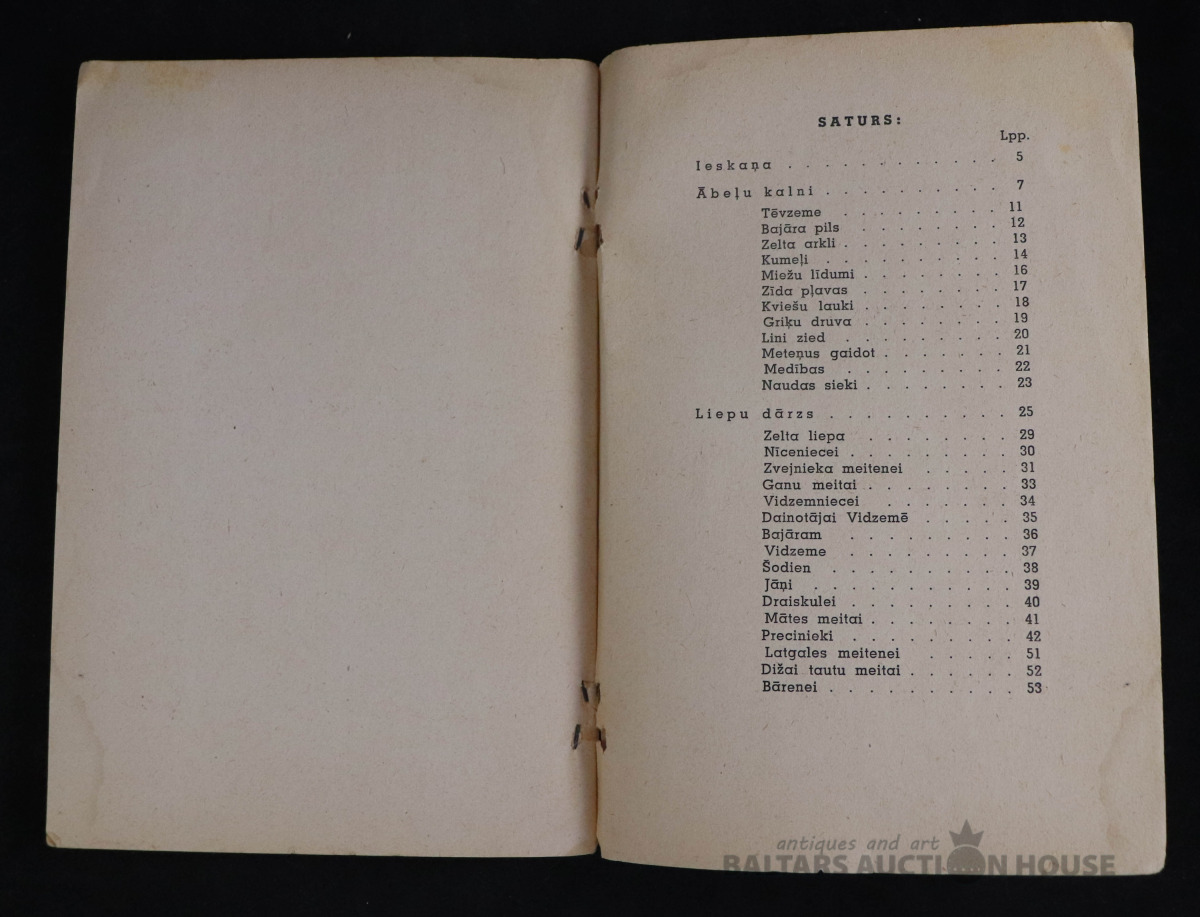 SATURS:
Lpp.
Ieskaņa . . . . . . . . . . . . 5
Ābeļu kalni . . . . . . . . . . 7
Tēvzeme . . . . . . . . . 11
Bajāra pils . . . . . . . . 12
Zelta arkli . . . . . . . . . 13
Kumeļi . . . . . . . . . . 14
Miežu līdumi . . . . . . . . 16
Zīda pļavas . . . . . . . . 17
Kviešu lauki . . . . . . . . 18
Griķu druva . . . . . . . . 19
Lini zied . . . . . . . . . 20
Meteņus gaidot . . . . . . . 21
Medības . . . . . . . . . 22
Naudas sieki . . . . . . . . 23
Liepu dārzs . . . . . . . . . . 25
Zelta liepa . . . . . . . . 29
Nīceniecei . . . . . . . . . 30
Zvejnieka meitenei . . . . . 31
Ganu meitai . . . . . . . . 33
Vidzemniecei . . . . . . . 34
Dainotājai Vidzemē . . . . . 35
Bajāram . . . . . . . . . 36
Vidzeme . . . . . . . . . 37
Šodien . . . . . . . . . . 38
Jāņi . . . . . . . . . . . 39
Draiskulei . . . . . . . . . 40
Mātes meitai . . . . . . . . 41
Precinieki . . . . . . . . . 42
Latgales meitenei . . . . . 51
Dižai tautu meitai . . . . . . 52
Bārenei . . . . . . . . . . 53
antiques and art
BALTARS AUCTION HOUSE